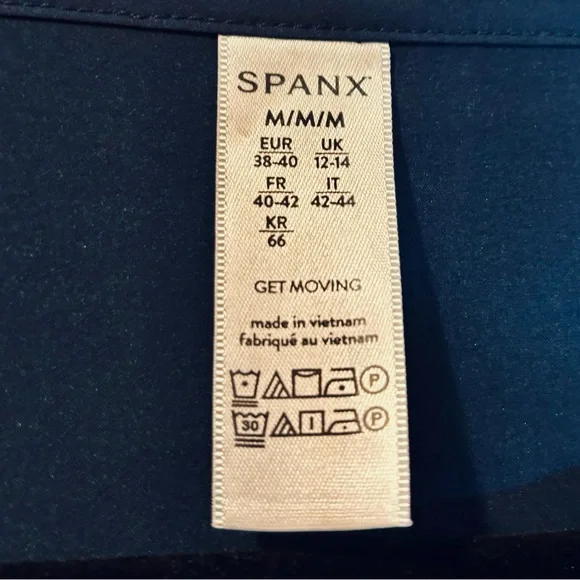 SPANX
M/M/M
EUR UK
38-40 12-14
FR IT
40-42 42-44
KR
66
GET MOVING
made in vietnam
fabriqué au vietnam
P
30 P